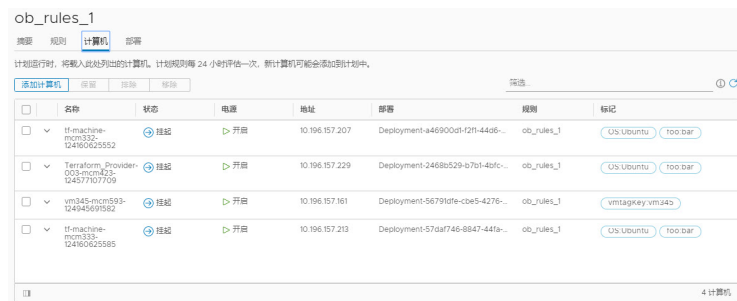 ob_rules_1
摘要 规则 计算机 部署
计划运行时，将载入此处列出的计算机。计划规则每 24 小时评估一次，新计算机可能会添加到计划中。
添加计算机 保留 排除 移除 筛选...
名称 状态 电源 地址 部署 规则 标记
tf-machine-mcm332-124160625552 挂起 开启 10.196.157.207 Deployment-a46900d1-f2f1-44d6-... ob_rules_1 OS:Ubuntu foo:bar
Terraform_Provider-003-mcm423-124577107709 挂起 开启 10.196.157.229 Deployment-2468b529-b7b1-4bfc-... ob_rules_1 OS:Ubuntu foo:bar
vm345-mcm593-124945691582 挂起 开启 10.196.157.161 Deployment-56791dfe-cbe5-4276-... ob_rules_1 vmtagkey:vm345
tf-machine-mcm333-124160625585 挂起 开启 10.196.157.213 Deployment-57daf746-8847-44fa-... ob_rules_1 OS:Ubuntu foo:bar
4 计算机